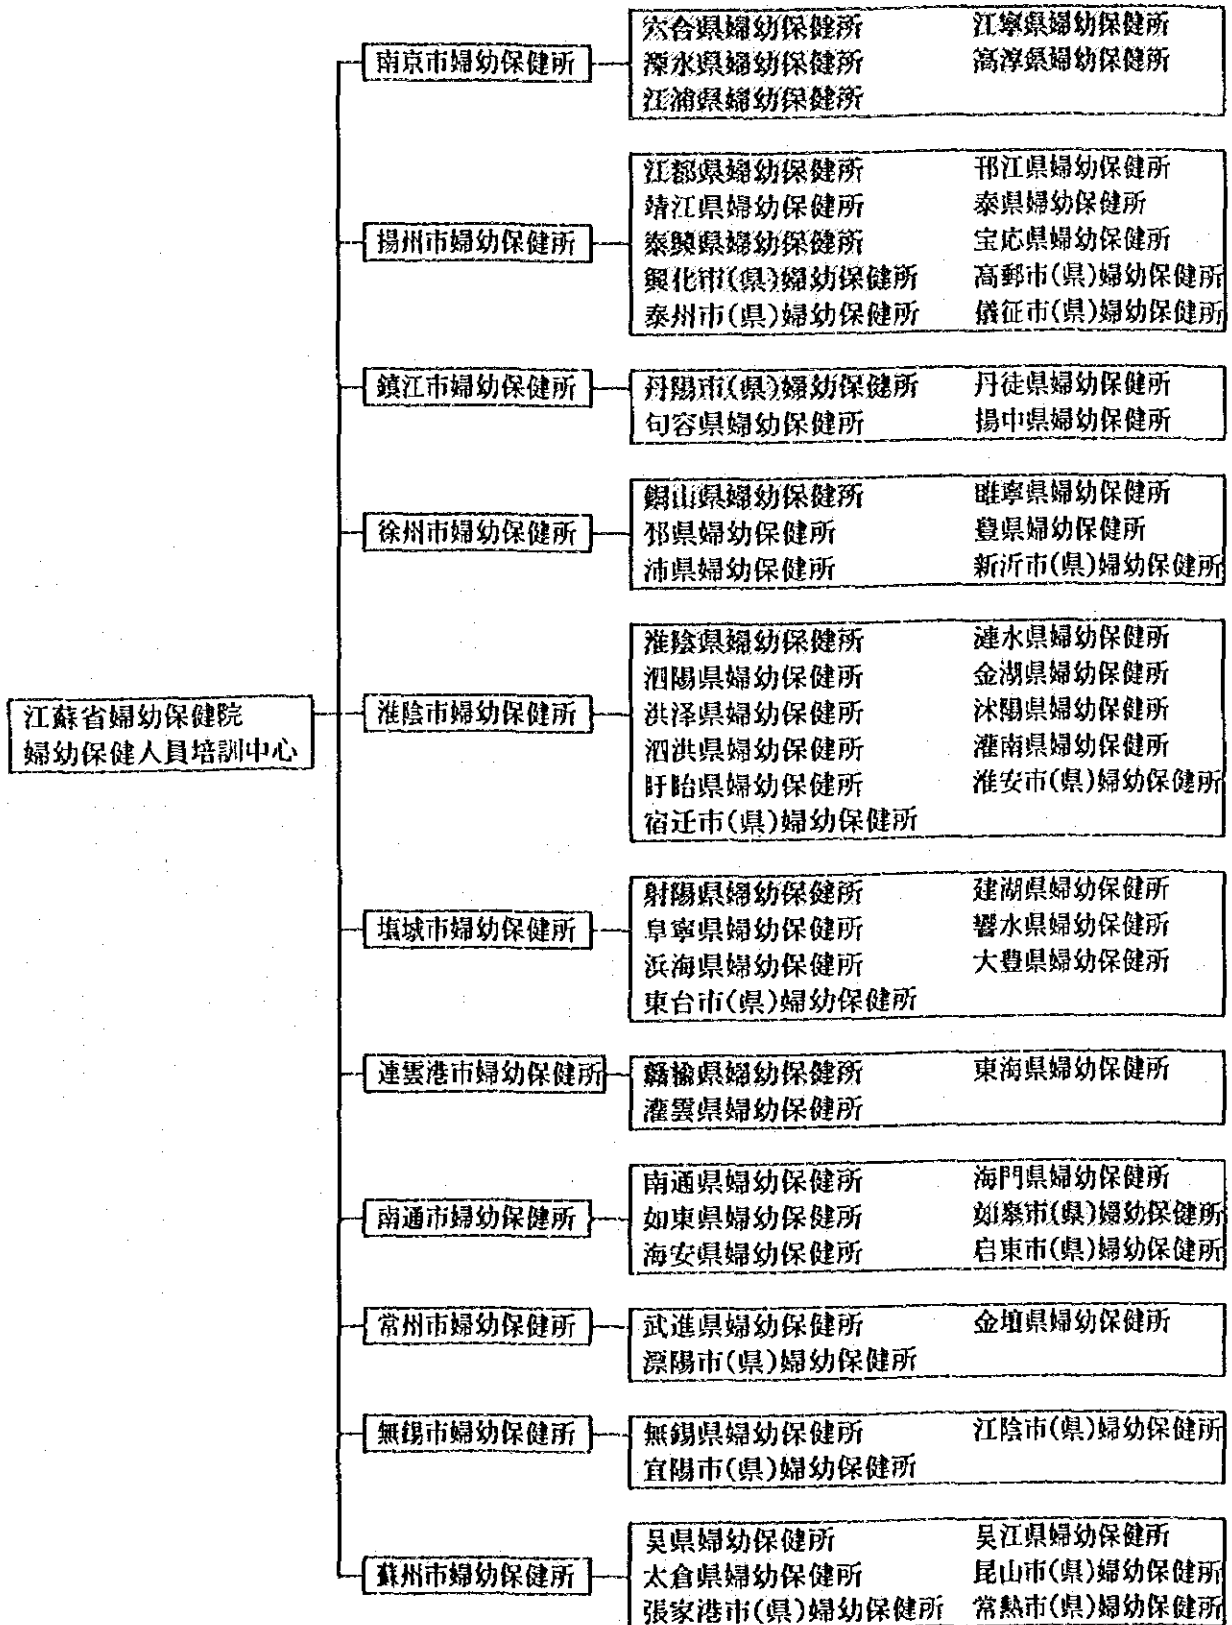 江蘇省婦幼保健院
婦幼保健人員培訓中心
南京市婦幼保健所
六合県婦幼保健所 江寧県婦幼保健所
溧水県婦幼保健所 高淳県婦幼保健所
江浦県婦幼保健所
揚州市婦幼保健所
江都県婦幼保健所 邗江県婦幼保健所
靖江県婦幼保健所 泰県婦幼保健所
泰興県婦幼保健所 宝応県婦幼保健所
興化市(県)婦幼保健所 高郵市(県)婦幼保健所
泰州市(県)婦幼保健所 儀征市(県)婦幼保健所
鎮江市婦幼保健所
丹陽市(県)婦幼保健所 丹徒県婦幼保健所
句容県婦幼保健所 揚中県婦幼保健所
徐州市婦幼保健所
銅山県婦幼保健所 睢寧県婦幼保健所
邳県婦幼保健所 豊県婦幼保健所
沛県婦幼保健所 新沂市(県)婦幼保健所
淮陰市婦幼保健所
淮陰県婦幼保健所 漣水県婦幼保健所
泗陽県婦幼保健所 金湖県婦幼保健所
洪泽県婦幼保健所 沭陽県婦幼保健所
泗洪県婦幼保健所 灌南県婦幼保健所
盱眙県婦幼保健所 淮安市(県)婦幼保健所
宿迁市(県)婦幼保健所
塩城市婦幼保健所
射陽県婦幼保健所 建湖県婦幼保健所
阜寧県婦幼保健所 響水県婦幼保健所
浜海県婦幼保健所 大豊県婦幼保健所
東台市(県)婦幼保健所
連雲港市婦幼保健所
贛榆県婦幼保健所 東海県婦幼保健所
灌雲県婦幼保健所
南通市婦幼保健所
南通県婦幼保健所 海門県婦幼保健所
如東県婦幼保健所 如皋市(県)婦幼保健所
海安県婦幼保健所 启東市(県)婦幼保健所
常州市婦幼保健所
武進県婦幼保健所 金壇県婦幼保健所
溧陽市(県)婦幼保健所
無錫市婦幼保健所
無錫県婦幼保健所 江陰市(県)婦幼保健所
宜陽市(県)婦幼保健所
蘇州市婦幼保健所
吴県婦幼保健所 吴江県婦幼保健所
太倉県婦幼保健所 昆山市(県)婦幼保健所
張家港市(県)婦幼保健所 常熱市(県)婦幼保健所